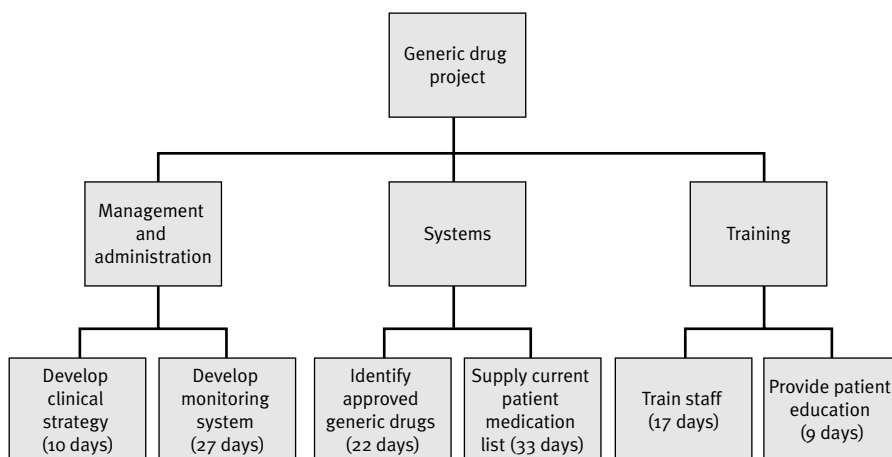 Generic drug
project
Management
and
administration
Systems
Training
Develop
clinical
strategy
(10 days)
Develop
monitoring
system
(27 days)
Identify
approved
generic drugs
(22 days)
Supply current
patient
medication
list (33 days)
Train staff
(17 days)
Provide patient
education
(9 days)